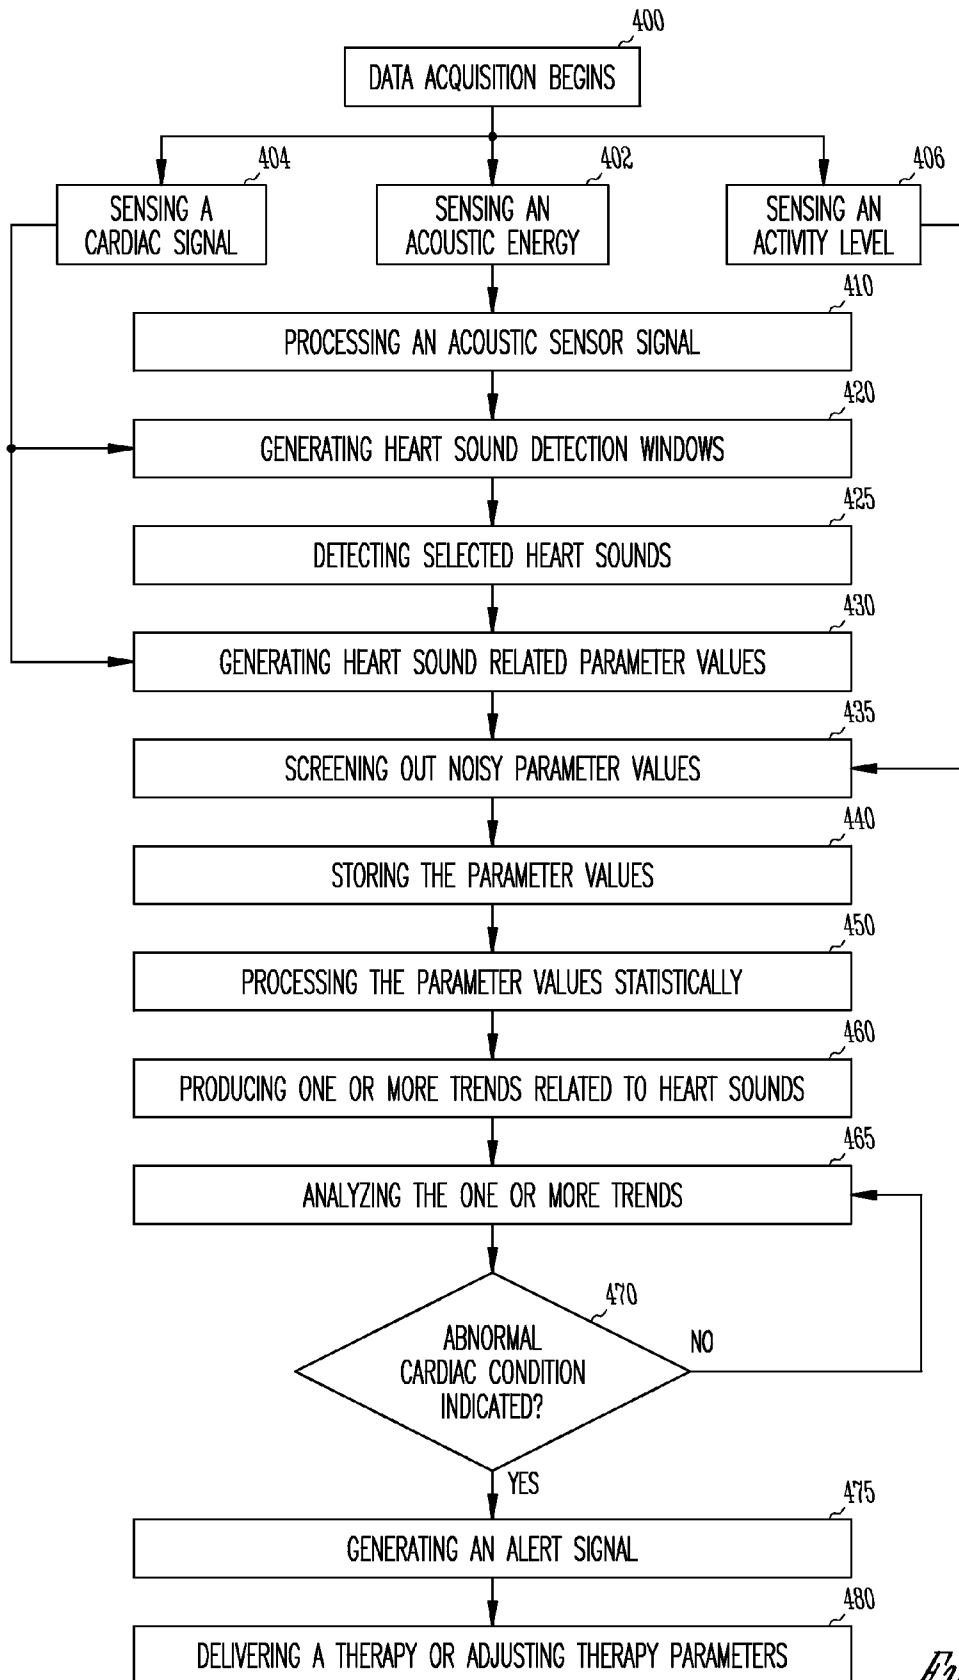 400
DATA ACQUISITION BEGINS
404
402
406
SENSING A
CARDIAC SIGNAL
SENSING AN
ACOUSTIC ENERGY
SENSING AN
ACTIVITY LEVEL
410
PROCESSING AN ACOUSTIC SENSOR SIGNAL
420
GENERATING HEART SOUND DETECTION WINDOWS
425
DETECTING SELECTED HEART SOUNDS
430
GENERATING HEART SOUND RELATED PARAMETER VALUES
435
SCREENING OUT NOISY PARAMETER VALUES
440
STORING THE PARAMETER VALUES
450
PROCESSING THE PARAMETER VALUES STATISTICALLY
460
PRODUCING ONE OR MORE TRENDS RELATED TO HEART SOUNDS
465
ANALYZING THE ONE OR MORE TRENDS
470
ABNORMAL
CARDIAC CONDITION
INDICATED?
NO
YES
475
GENERATING AN ALERT SIGNAL
480
DELIVERING A THERAPY OR ADJUSTING THERAPY PARAMETERS